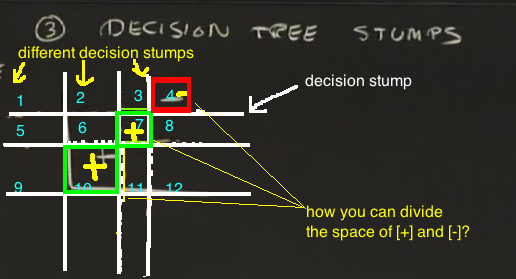 ③ DECISION TREE STUMPS
different decision stumps
decision stump
1 2 3 4 -
5 6 7 8
+
+
9 10 11 12
how you can divide
the space of [+] and [-]?